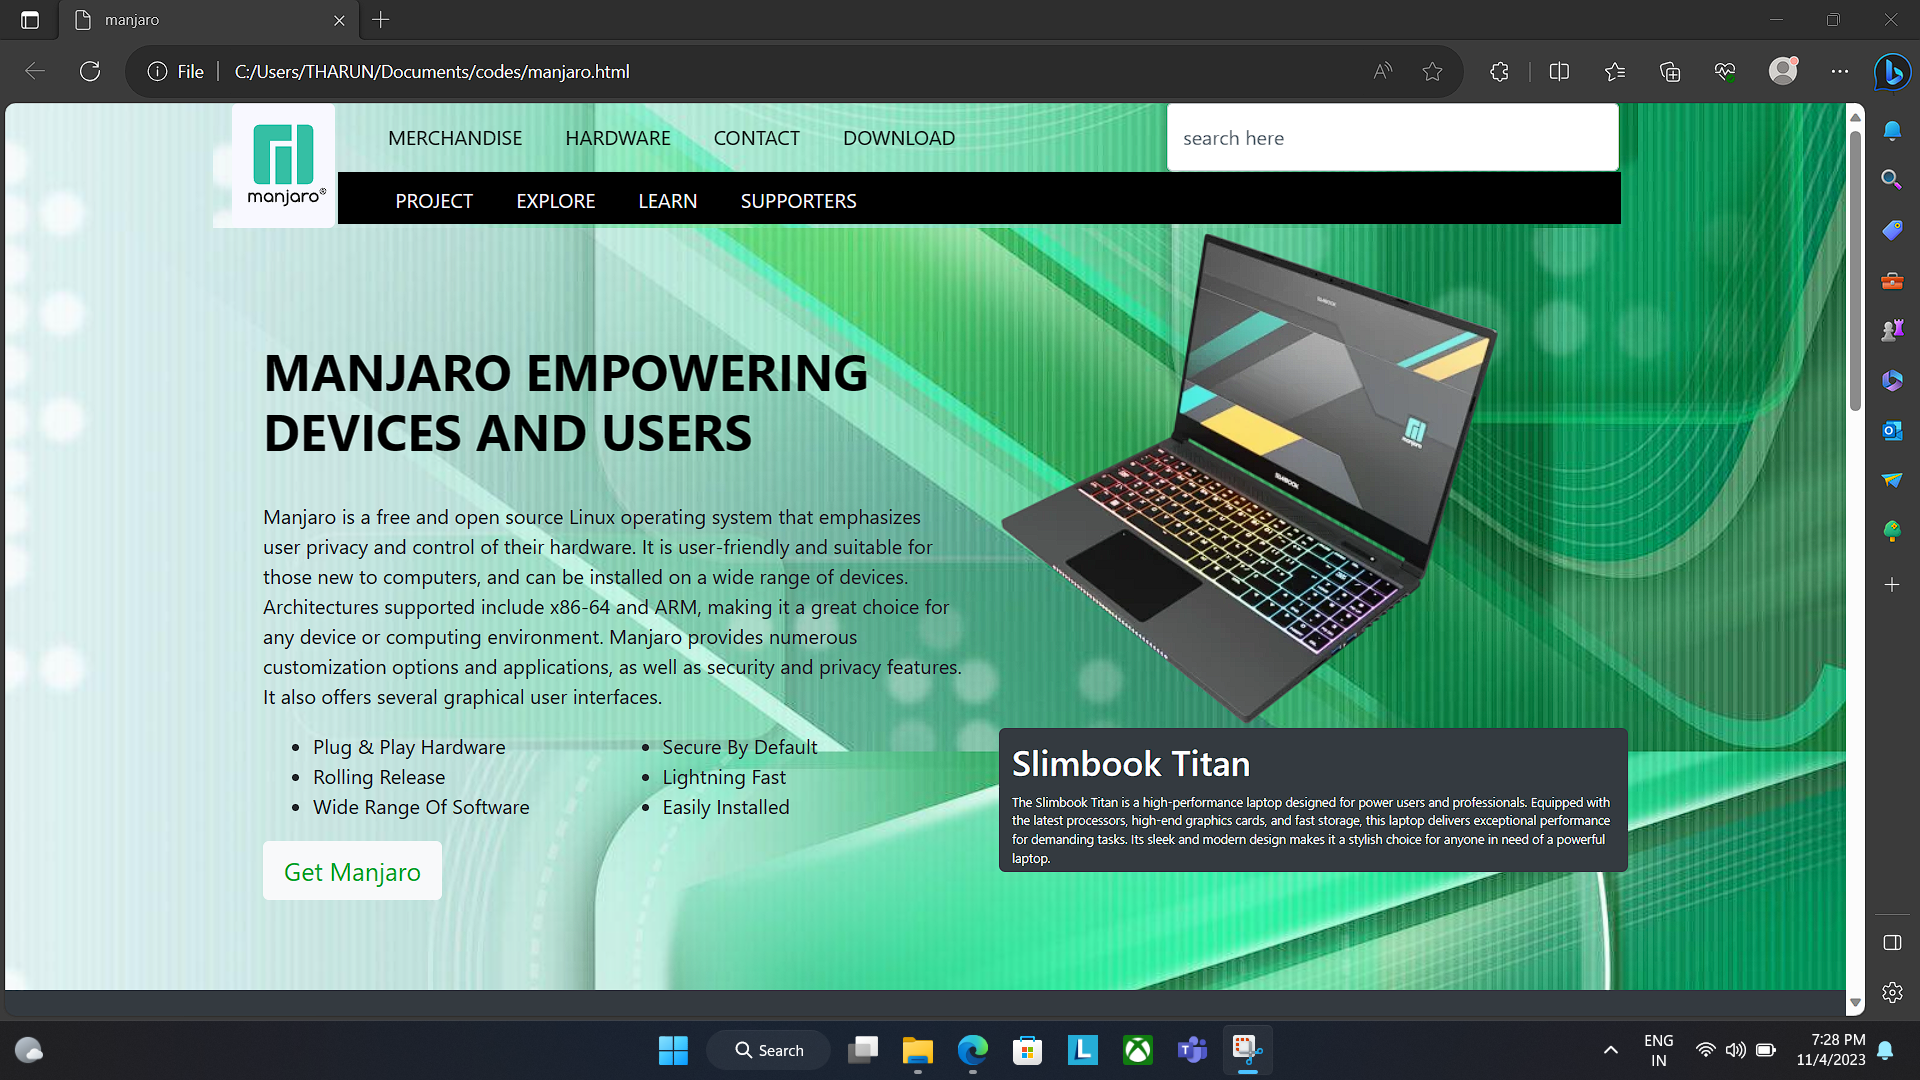 manjaro
File
C:/Users/THARUN/Documents/codes/manjaro.html
MERCHANDISE HARDWARE CONTACT DOWNLOAD
search here
manjaro®
PROJECT EXPLORE LEARN SUPPORTERS
SLIMBOOK
MANJARO EMPOWERING
DEVICES AND USERS
manjaro
SLIMBOOK
Manjaro is a free and open source Linux operating system that emphasizes
user privacy and control of their hardware. It is user-friendly and suitable for
those new to computers, and can be installed on a wide range of devices.
Architectures supported include x86-64 and ARM, making it a great choice for
any device or computing environment. Manjaro provides numerous
customization options and applications, as well as security and privacy features.
It also offers several graphical user interfaces.
• Plug & Play Hardware
• Rolling Release
• Wide Range Of Software
• Secure By Default
• Lightning Fast
• Easily Installed
Get Manjaro
Slimbook Titan
The Slimbook Titan is a high-performance laptop designed for power users and professionals. Equipped with
the latest processors, high-end graphics cards, and fast storage, this laptop delivers exceptional performance
for demanding tasks. Its sleek and modern design makes it a stylish choice for anyone in need of a powerful
laptop.
Search
ENG
IN
7:28 PM
11/4/2023